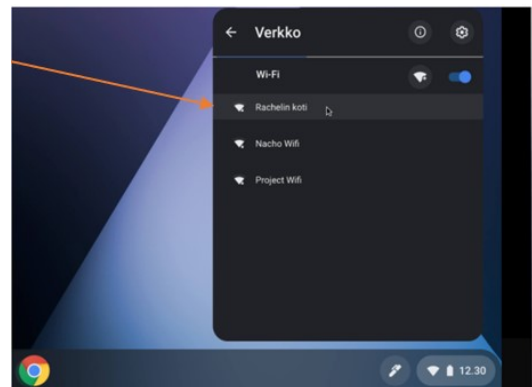 Verkko
Wi-Fi
Rachelin koti
Nacho Wifi
Project Wifi
12.30